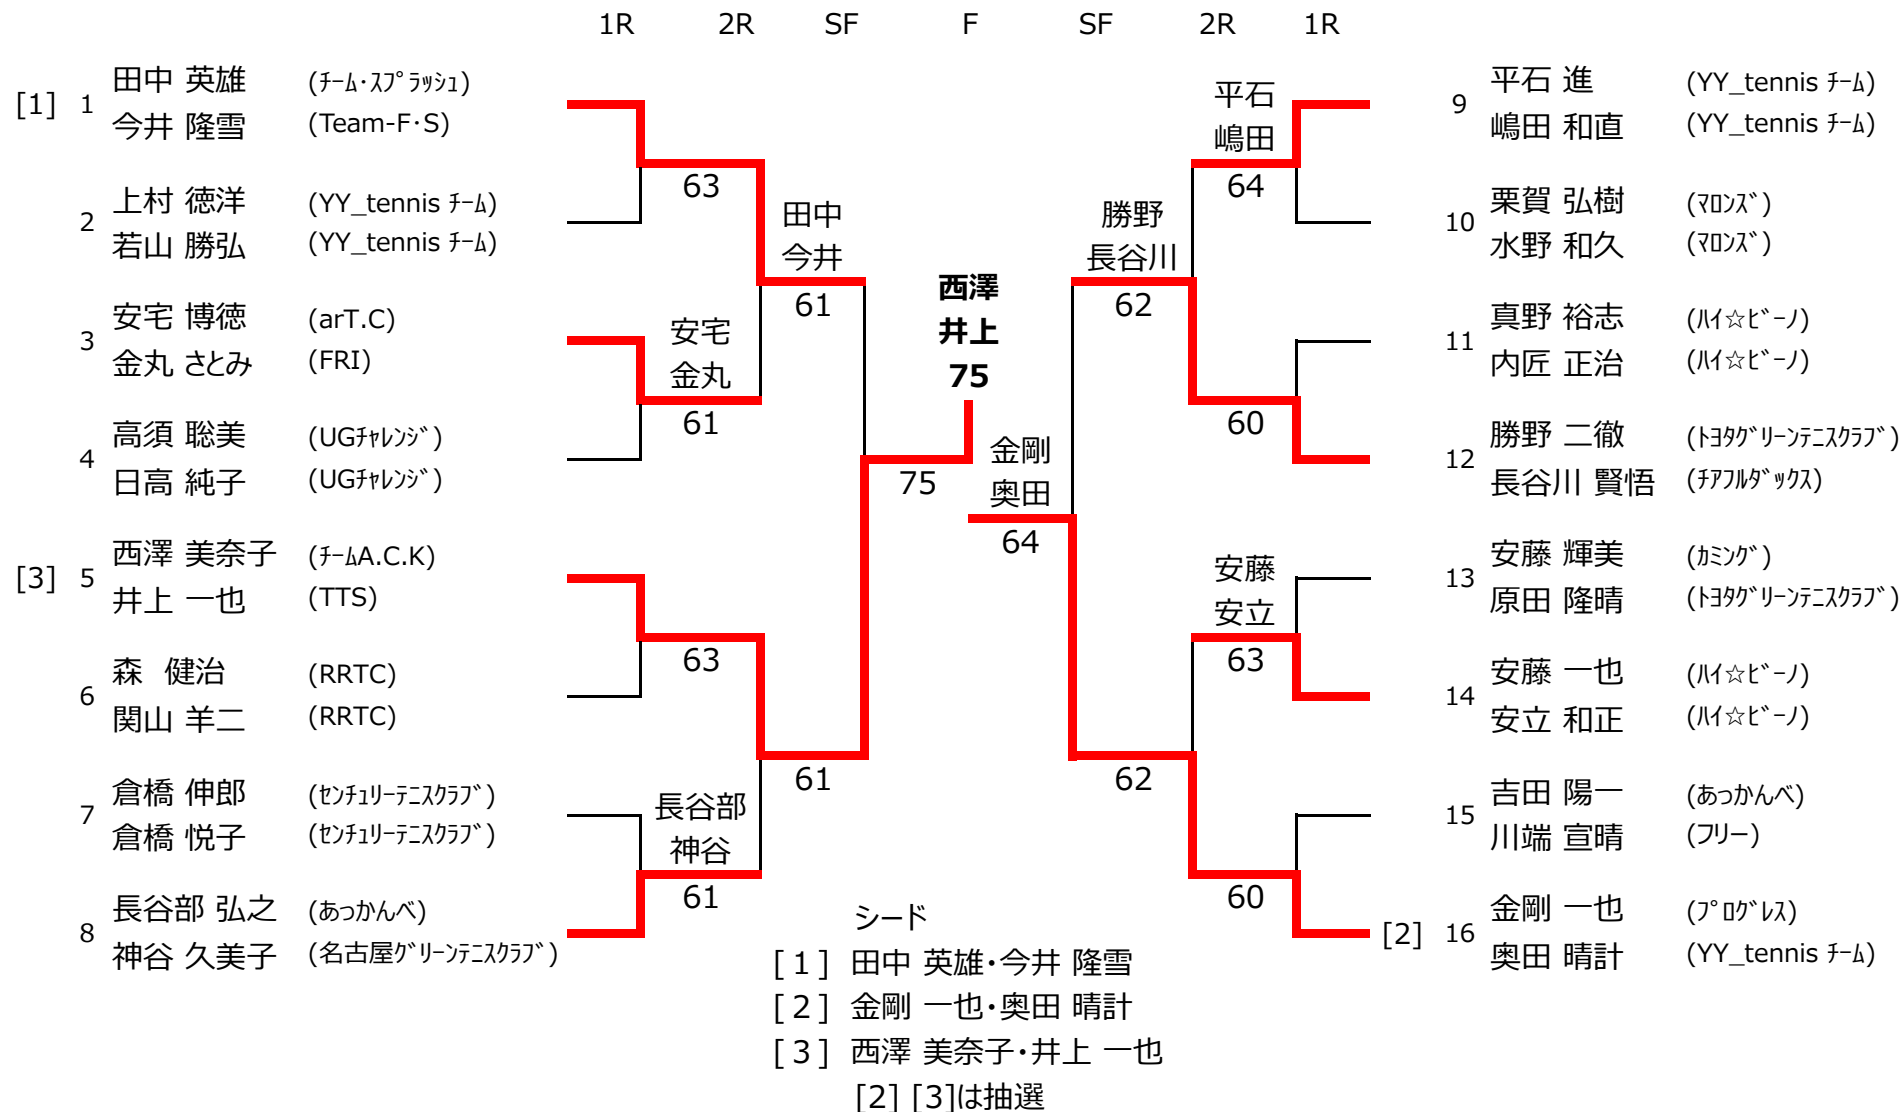 1R 2R SF F SF 2R 1R
[1] 1 田中 英雄 (ﾁｰﾑ･ｽﾌﾟﾗｯｼｭ)
今井 隆雪 (Team-F･S)
63
2 上村 徳洋 (YY_tennis ﾁｰﾑ)
若山 勝弘 (YY_tennis ﾁｰﾑ)
田中
今井
61
3 安宅 博徳 (arT.C)
金丸 さとみ (FRI)
安宅
金丸
61
4 高須 聡美 (UGﾁｬﾚﾝｼﾞ)
日高 純子 (UGﾁｬﾚﾝｼﾞ)
75
[3] 5 西澤 美奈子 (ﾁｰﾑA.C.K)
井上 一也 (TTS)
63
6 森 健治 (RRTC)
関山 羊二 (RRTC)
61
7 倉橋 伸郎 (ｾﾝﾁｭﾘｰﾃﾆｽｸﾗﾌﾞ)
倉橋 悦子 (ｾﾝﾁｭﾘｰﾃﾆｽｸﾗﾌﾞ)
長谷部
神谷
61
8 長谷部 弘之 (あっかんべ)
神谷 久美子 (名古屋ｸﾞﾘｰﾝﾃﾆｽｸﾗﾌﾞ)
西澤
井上
75
金剛
奥田
64
平石
嶋田
64
9 平石 進 (YY_tennis ﾁｰﾑ)
嶋田 和直 (YY_tennis ﾁｰﾑ)
勝野
長谷川
62
10 栗賀 弘樹 (ﾏﾛﾝｽﾞ)
水野 和久 (ﾏﾛﾝｽﾞ)
11 真野 裕志 (ﾊｲ☆ﾋﾞｰﾉ)
内匠 正治 (ﾊｲ☆ﾋﾞｰﾉ)
60
12 勝野 二徹 (ﾄﾖﾀｸﾞﾘｰﾝﾃﾆｽｸﾗﾌﾞ)
長谷川 賢悟 (ﾁｱﾌﾙﾀﾞｯｸｽ)
13 安藤 輝美 (ｶﾐﾝｸﾞ)
原田 隆晴 (ﾄﾖﾀｸﾞﾘｰﾝﾃﾆｽｸﾗﾌﾞ)
安藤
安立
63
14 安藤 一也 (ﾊｲ☆ﾋﾞｰﾉ)
安立 和正 (ﾊｲ☆ﾋﾞｰﾉ)
62
15 吉田 陽一 (あっかんべ)
川端 宣晴 (フリー)
60
[2] 16 金剛 一也 (ﾌﾟﾛｸﾞﾚｽ)
奥田 晴計 (YY_tennis ﾁｰﾑ)
シード
[ 1 ] 田中 英雄･今井 隆雪
[ 2 ] 金剛 一也･奥田 晴計
[ 3 ] 西澤 美奈子･井上 一也
[2] [3]は抽選